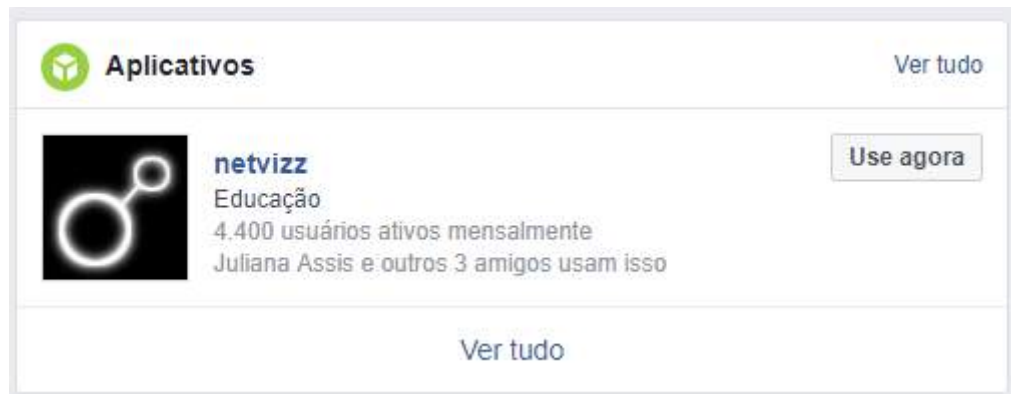 Aplicativos
Ver tudo
netvizz
Use agora
Educação
4.400 usuários ativos mensalmente
Juliana Assis e outros 3 amigos usam isso
Ver tudo